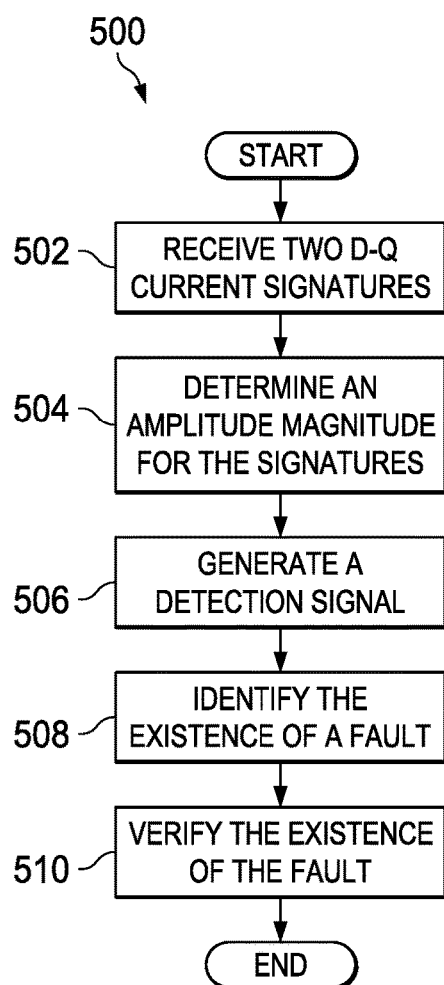 500
START
502
RECEIVE TWO D-Q
CURRENT SIGNATURES
504
DETERMINE AN
AMPLITUDE MAGNITUDE
FOR THE SIGNATURES
506
GENERATE A
DETECTION SIGNAL
508
IDENTIFY THE
EXISTENCE OF A FAULT
510
VERIFY THE EXISTENCE
OF THE FAULT
END